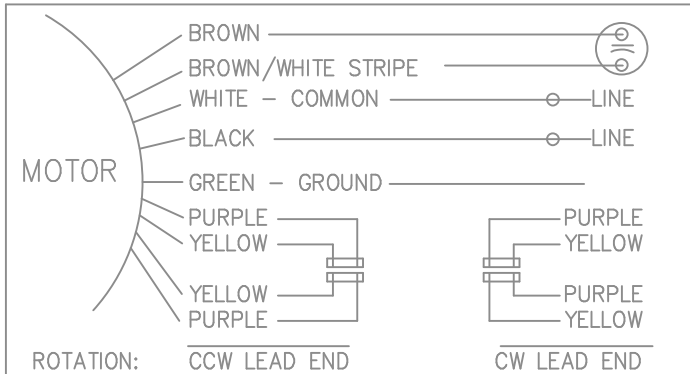 BROWN
BROWN/WHITE STRIPE
WHITE - COMMON LINE
BLACK LINE
MOTOR
GREEN - GROUND
PURPLE PURPLE
YELLOW YELLOW
YELLOW PURPLE
PURPLE YELLOW
ROTATION: CCW LEAD END CW LEAD END